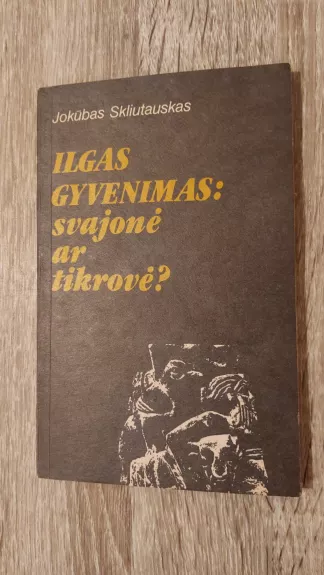 Jokūbas Skliutauskas
ILGAS
GYVENIMAS:
svajonė
ar
tikrovė?